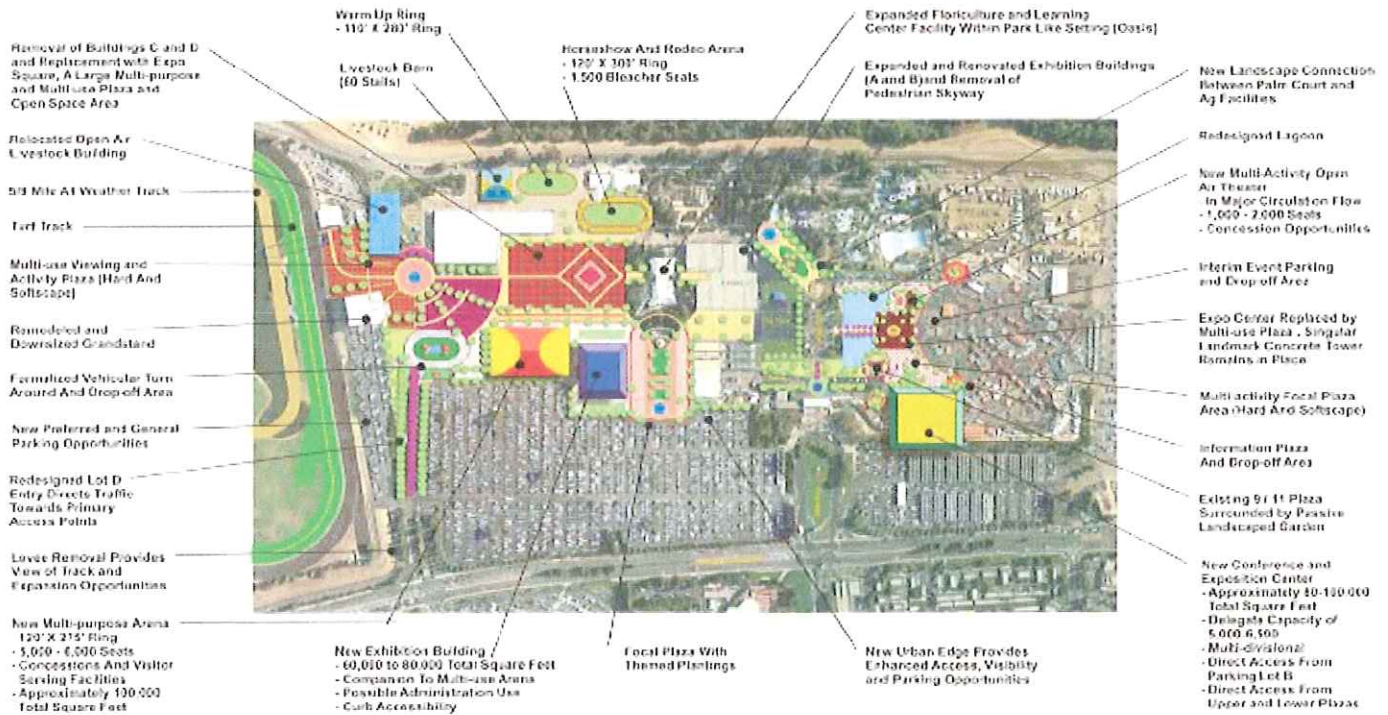 Removal of Buildings C and D
and Replacement with Expo
Square, A Large Multi-purpose
and Multi-use Plaza and
Open Space Area
Relocated Open Air
Livestock Building
5/8 Mile All Weather Track
Turf Track
Multi-use Viewing and
Activity Plaza (Hard And
Softscape)
Remodeled and
Downsized Grandstand
Formalized Vehicular Turn
Around And Drop-off Area
New Preferred and General
Parking Opportunities
Redesigned Lot D
Entry Directs Traffic
Towards Primary
Access Points
Levee Removal Provides
View of Track and
Expansion Opportunities
New Multi-purpose Arena
120' X 215' Ring
- 5,000 - 6,000 Seats
- Concessions And Visitor
Serving Facilities
- Approximately 100,000
Total Square Feet
Warm Up Ring
- 110' X 280' Ring
Livestock Barn
(60 Stalls)
Horseshow And Rodeo Arena
- 120' X 300' Ring
- 1,500 Bleacher Seats
Expanded Floriculture and Learning
Center Facility Within Park Like Setting (Oasis)
Expanded and Renovated Exhibition Buildings
(A and B) and Removal of
Pedestrian Skyway
New Exhibition Building
- 60,000 to 80,000 Total Square Feet
- Companion To Multi-use Arena
- Possible Administration Use
- Curb Accessibility
Focal Plaza With
Themed Plantings
New Urban Edge Provides
Enhanced Access, Visibility
and Parking Opportunities
New Landscape Connection
Between Palm Court and
Ag Facilities
Redesigned Lagoon
New Multi-Activity Open
Air Theater
In Major Circulation Flow
- 1,000 - 2,000 Seats
- Concession Opportunities
Interim Event Parking
and Drop-off Area
Expo Center Replaced by
Multi-use Plaza. Singular
Landmark Concrete Tower
Remains in Place
Multi activity Focal Plaza
Area (Hard And Softscape)
Information Plaza
And Drop-off Area
Existing 9 / 11 Plaza
Surrounded by Passive
Landscaped Garden
New Conference and
Exposition Center
- Approximately 80-100,000
Total Square Feet
- Delegate Capacity of
5,000-6,500
- Multi-divisional
- Direct Access From
Parking Lot B
- Direct Access From
Upper and Lower Plazas